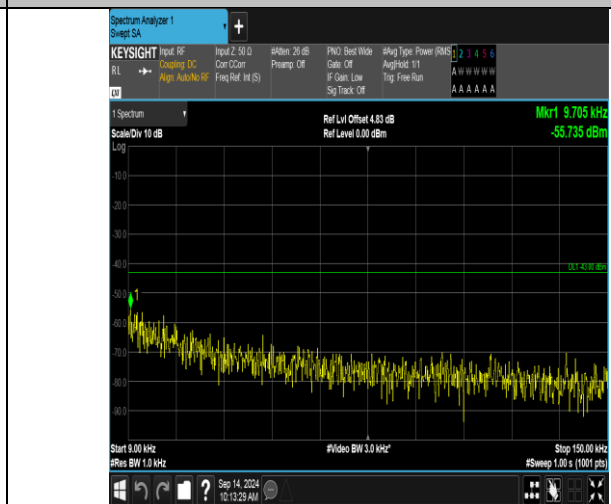 Spectrum Analyzer 1
Swept SA
+
KEYSIGHT Input: RF Input Z: 50 Ω #Atten: 26 dB PNO: Best Wide #Avg Type: Power (RMS 1 2 3 4 5 6
RL Coupling: DC Corr CCorr Preamp: Off Gate: Off Avg|Hold: 1/1 A W W W W W
Align: Auto/No RF Freq Ref: Int (S) IF Gain: Low Trig: Free Run
LXI Sig Track: Off A A A A A A
1 Spectrum Ref Lvl Offset 4.83 dB Mkr1 9.705 kHz
Scale/Div 10 dB Ref Level 0.00 dBm -55.735 dBm
Log
-10.0
-20.0
-30.0
-40.0
DL1 -43.00 dBm
-50.0
1
-60.0
-70.0
-80.0
-90.0
Start 9.00 kHz #Video BW 3.0 kHz* Stop 150.00 kHz
#Res BW 1.0 kHz #Sweep 1.00 s (1001 pts)
? Sep 14, 2024
10:13:29 AM